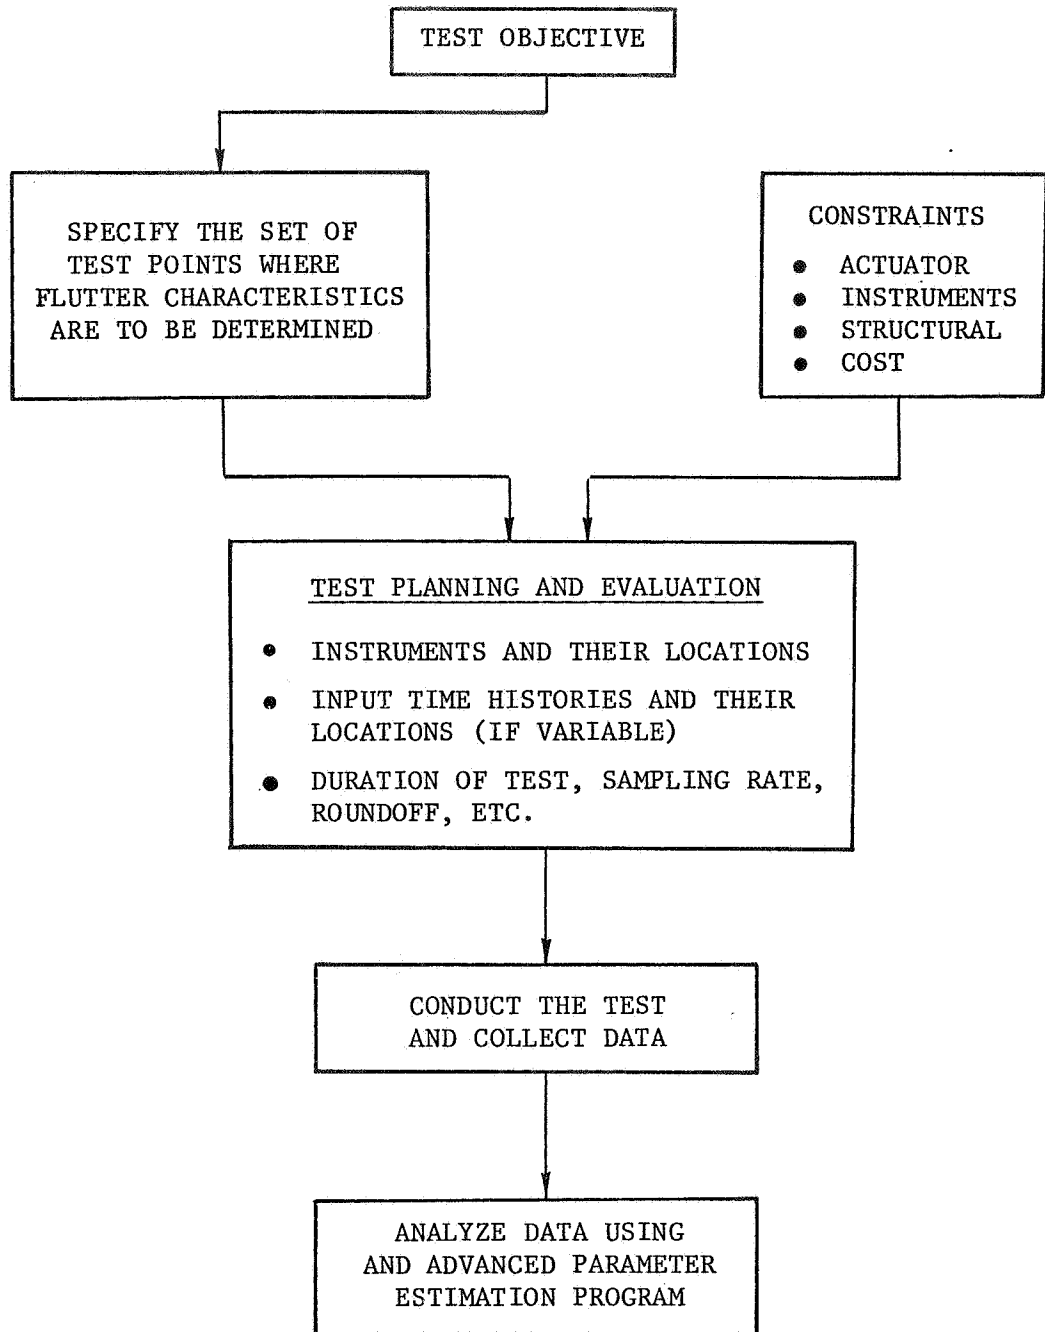 TEST OBJECTIVE
SPECIFY THE SET OF
TEST POINTS WHERE
FLUTTER CHARACTERISTICS
ARE TO BE DETERMINED
CONSTRAINTS
● ACTUATOR
● INSTRUMENTS
● STRUCTURAL
● COST
TEST PLANNING AND EVALUATION
● INSTRUMENTS AND THEIR LOCATIONS
● INPUT TIME HISTORIES AND THEIR
LOCATIONS (IF VARIABLE)
● DURATION OF TEST, SAMPLING RATE,
ROUNDOFF, ETC.
CONDUCT THE TEST
AND COLLECT DATA
ANALYZE DATA USING
AND ADVANCED PARAMETER
ESTIMATION PROGRAM